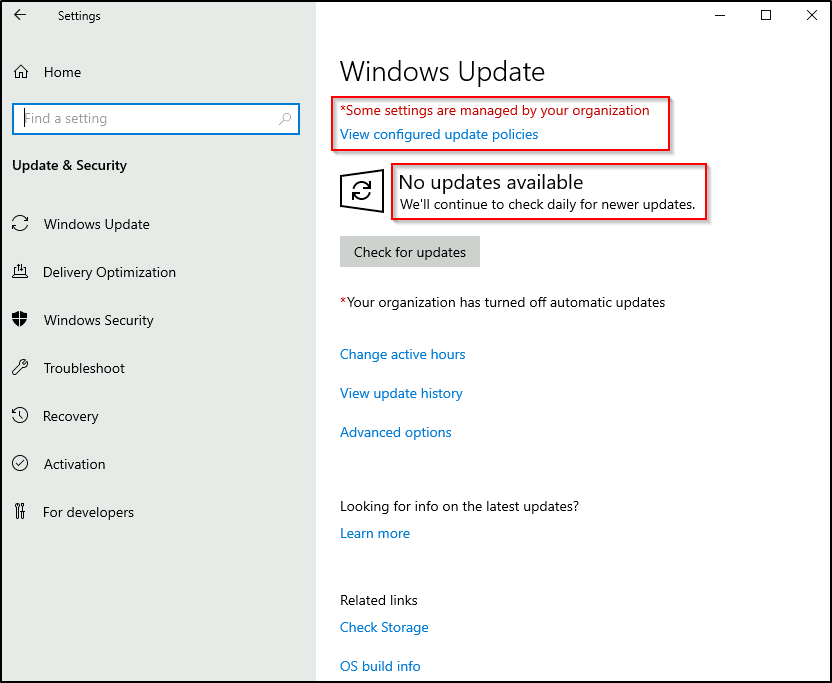 Settings
Home
Find a setting
Update & Security
Windows Update
Delivery Optimization
Windows Security
Troubleshoot
Recovery
Activation
For developers
Windows Update
*Some settings are managed by your organization
View configured update policies
No updates available
We'll continue to check daily for newer updates.
Check for updates
*Your organization has turned off automatic updates
Change active hours
View update history
Advanced options
Looking for info on the latest updates?
Learn more
Related links
Check Storage
OS build info